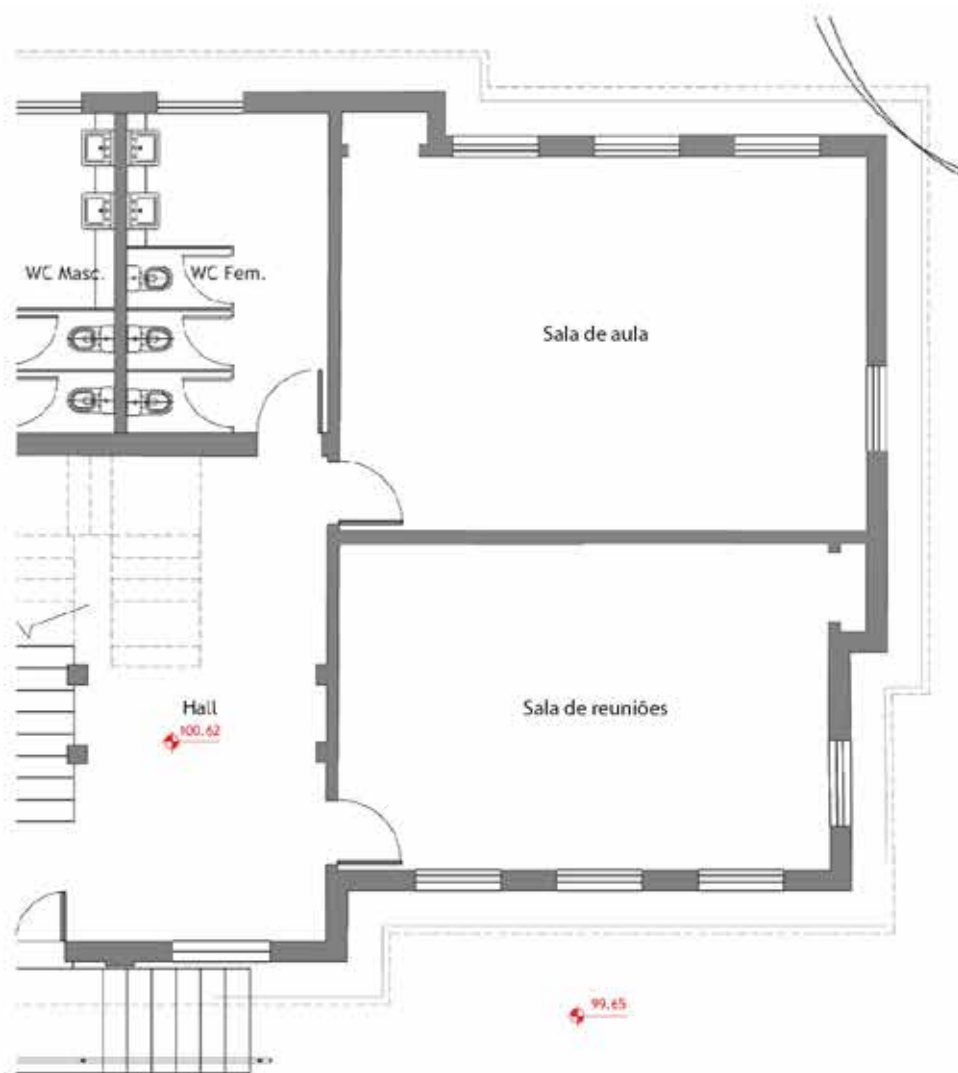 WC Masc.
WC Fem.
Sala de aula
Hall
100.62
Sala de reuniões
99.65